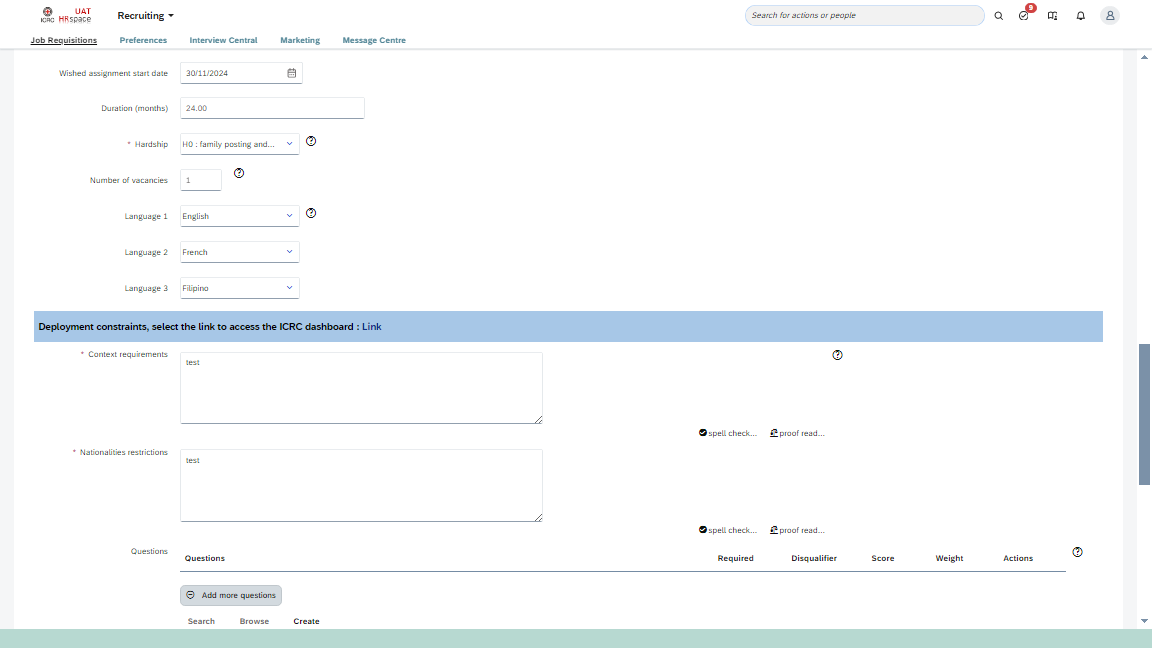 UAT
ICRC HRspace
Recruiting
Search for actions or people
9
Job Requisitions Preferences Interview Central Marketing Message Centre
Wished assignment start date 30/11/2024
Duration (months) 24.00
* Hardship H0 : family posting and...
Number of vacancies 1
Language 1 English
Language 2 French
Language 3 Filipino
Deployment constraints, select the link to access the ICRC dashboard : Link
* Context requirements test
spell check... proof read...
* Nationalities restrictions test
spell check... proof read...
Questions Questions Required Disqualifier Score Weight Actions
Add more questions
Search Browse Create